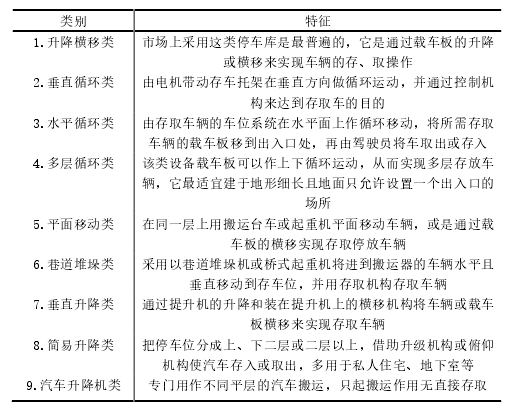 类别 特征
1.升降横移类 市场上采用这类停车库是最普遍的，它是通过载车板的升降
或横移来实现车辆的存、取操作
2.垂直循环类 由电机带动存车托架在垂直方向做循环运动，并通过控制机
构来达到存取车的目的
3.水平循环类 由存取车辆的车位系统在水平面上作循环移动，将所需存取
车辆的载车板移到出入口处，再由驾驶员将车取出或存入
4.多层循环类 该类设备载车板可以作上下循环运动，从而实现多层存放车
辆，它最适宜建于地形细长且地面只允许设置一个出入口的
场所
5.平面移动类 在同一层上用搬运台车或起重机平面移动车辆，或是通过载
车板的横移实现存取停放车辆
6.巷道堆垛类 采用以巷道堆垛机或桥式起重机将进到搬运器的车辆水平且
垂直移动到存车位，并用存取机构存取车辆
7.垂直升降类 通过提升机的升降和装在提升机上的横移机构将车辆或载车
板横移来实现存取车辆
8.简易升降类 把停车位分成上、下二层或二层以上，借助升级机构或俯仰
机构使汽车存入或取出，多用于私人住宅、地下室等
9.汽车升降机类 专门用作不同平层的汽车搬运，只起搬运作用无直接存取